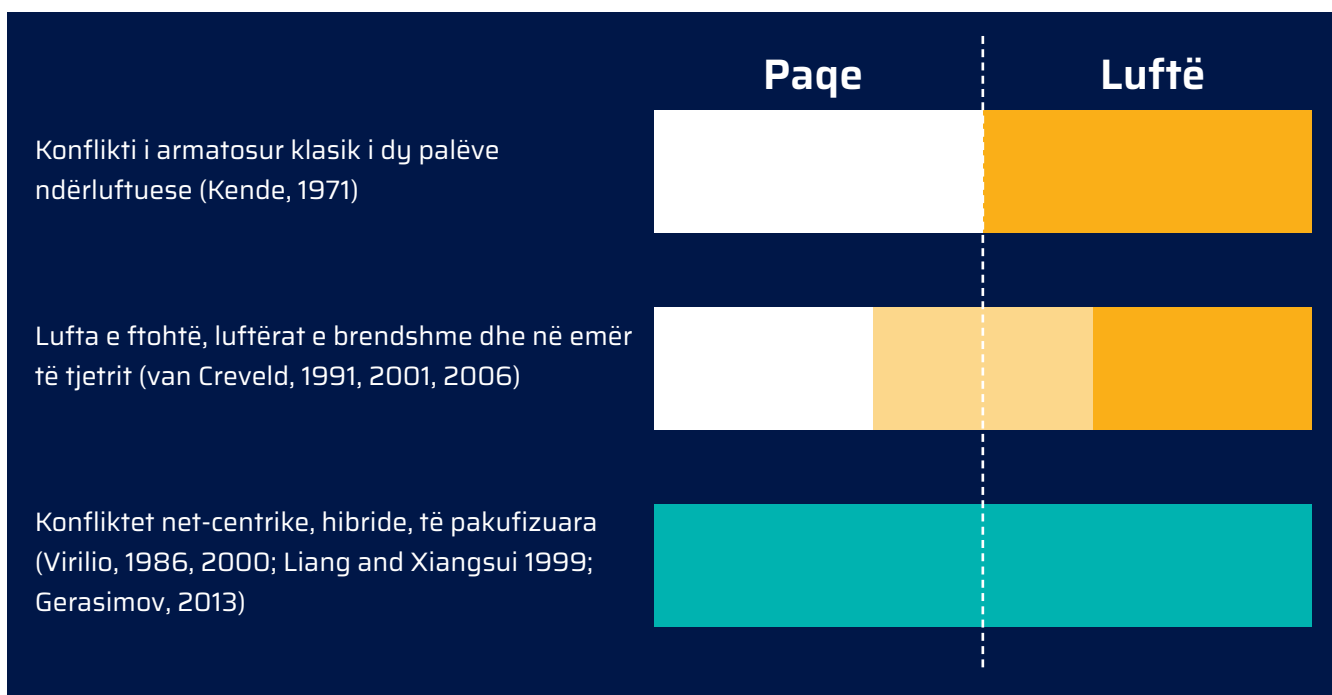 Paqe
Luftë
Konflikti i armatosur klasik i dy palëve
ndërluftuese (Kende, 1971)
Lufta e ftohtë, luftërat e brendshme dhe në emër
të tjetrit (van Creveld, 1991, 2001, 2006)
Konfliktet net-centrike, hibride, të pakufizuara
(Virilio, 1986, 2000; Liang and Xiangsui 1999;
Gerasimov, 2013)